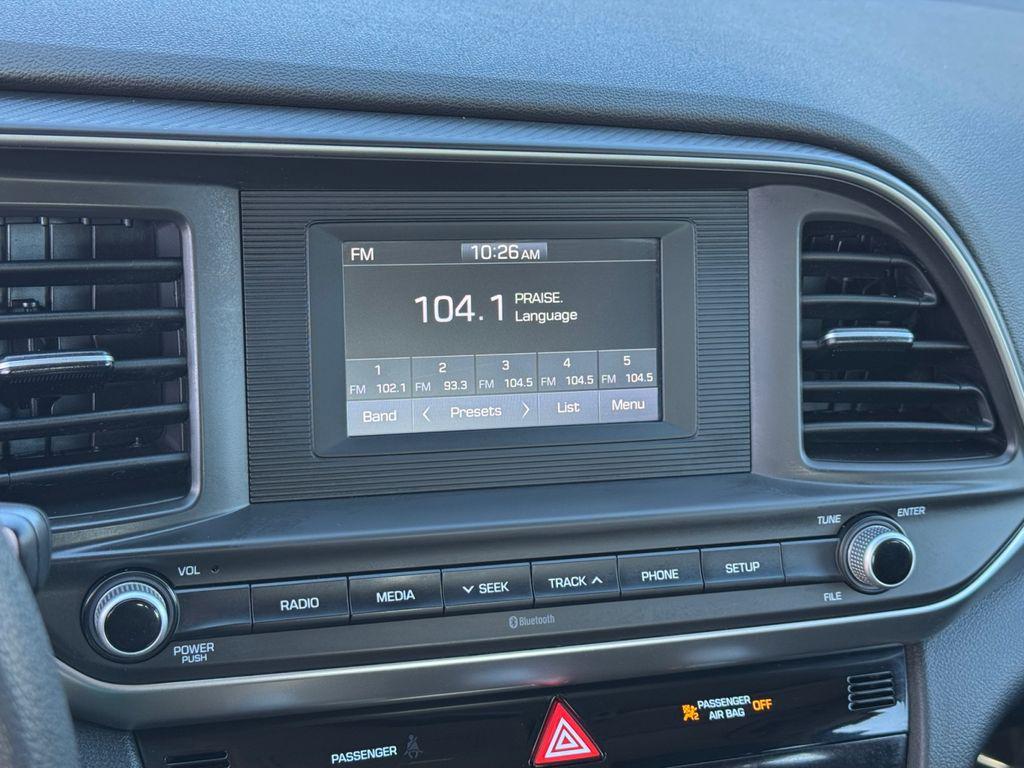 FM 10:26 AM
104.1 PRAISE.
Language
1 2 3 4 5
FM 102.1 FM 93.3 FM 104.5 FM 104.5 FM 104.5
Band < Presets > List Menu
TUNE ENTER
VOL
RADIO MEDIA SEEK TRACK PHONE SETUP
FILE
Bluetooth
POWER
PUSH
PASSENGER
AIR BAG OFF
2
PASSENGER